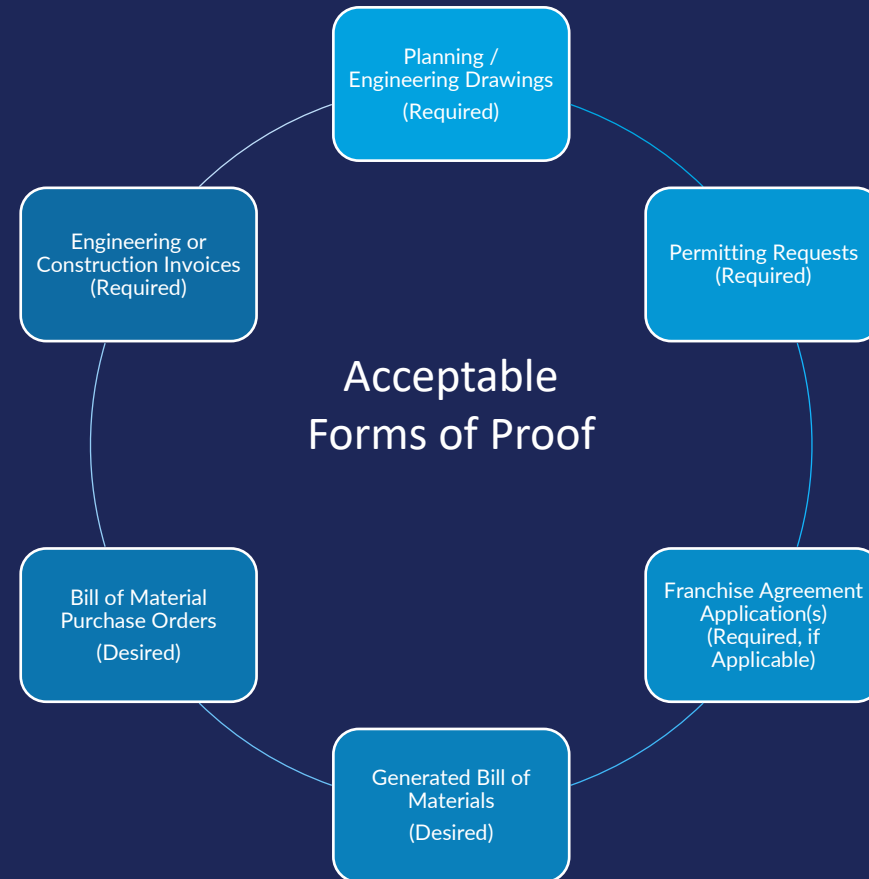 Planning /
Engineering Drawings
(Required)
Permitting Requests
(Required)
Franchise Agreement
Application(s)
(Required, if
Applicable)
Generated Bill of
Materials
(Desired)
Bill of Material
Purchase Orders
(Desired)
Engineering or
Construction Invoices
(Required)
Acceptable
Forms of Proof